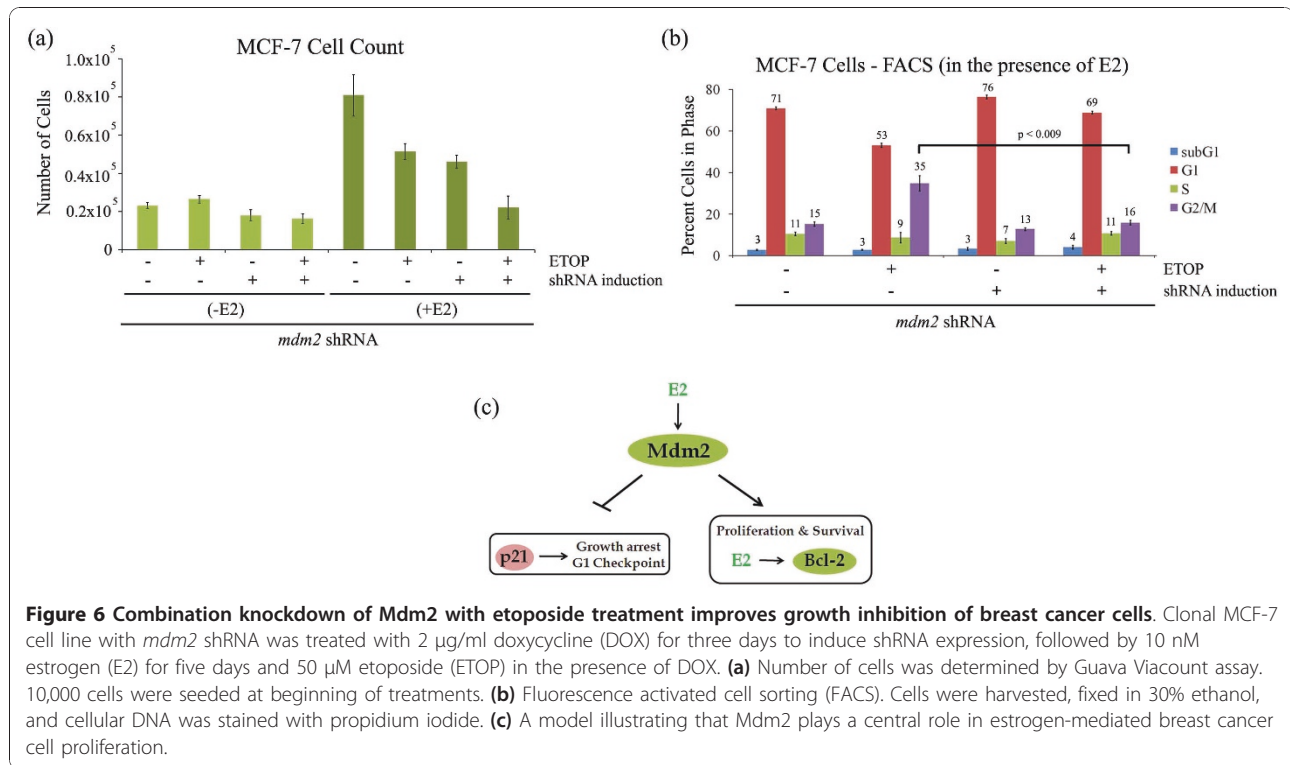 (a)
MCF-7 Cell Count
Number of Cells
1.0x10^5
0.8x10^5
0.6x10^5
0.4x10^5
0.2x10^5
0
- + - + - + - + ETOP
- - + + - - + + shRNA induction
(-E2) (+E2)
mdm2 shRNA
(b)
MCF-7 Cells - FACS (in the presence of E2)
Percent Cells in Phase
80
60
40
20
0
3 71 11 15
3 53 9 35
3 76 7 13
4 69 11 16
p < 0.009
subG1
G1
S
G2/M
- + - + ETOP
- - + + shRNA induction
mdm2 shRNA
(c)
E2
Mdm2
p21
Growth arrest
G1 Checkpoint
Proliferation & Survival
E2 Bcl-2
Figure 6 Combination knockdown of Mdm2 with etoposide treatment improves growth inhibition of breast cancer cells. Clonal MCF-7
cell line with mdm2 shRNA was treated with 2 μg/ml doxycycline (DOX) for three days to induce shRNA expression, followed by 10 nM
estrogen (E2) for five days and 50 μM etoposide (ETOP) in the presence of DOX. (a) Number of cells was determined by Guava Viacount assay.
10,000 cells were seeded at beginning of treatments. (b) Fluorescence activated cell sorting (FACS). Cells were harvested, fixed in 30% ethanol,
and cellular DNA was stained with propidium iodide. (c) A model illustrating that Mdm2 plays a central role in estrogen-mediated breast cancer
cell proliferation.